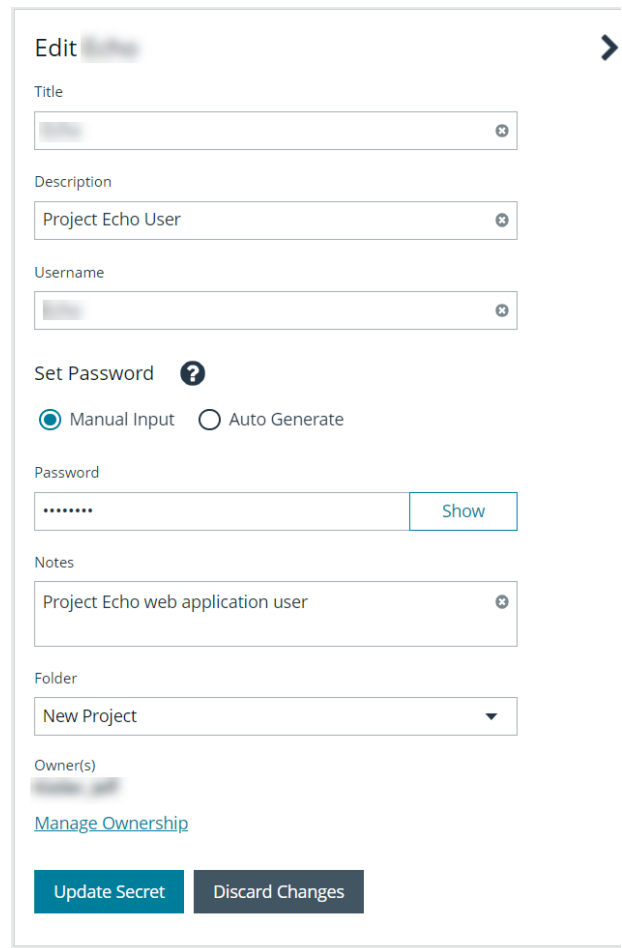 Edit
Title
Description
Project Echo User
Username
Set Password ?
Manual Input Auto Generate
Password
•••••••• Show
Notes
Project Echo web application user
Folder
New Project
Owner(s)
Manage Ownership
Update Secret Discard Changes